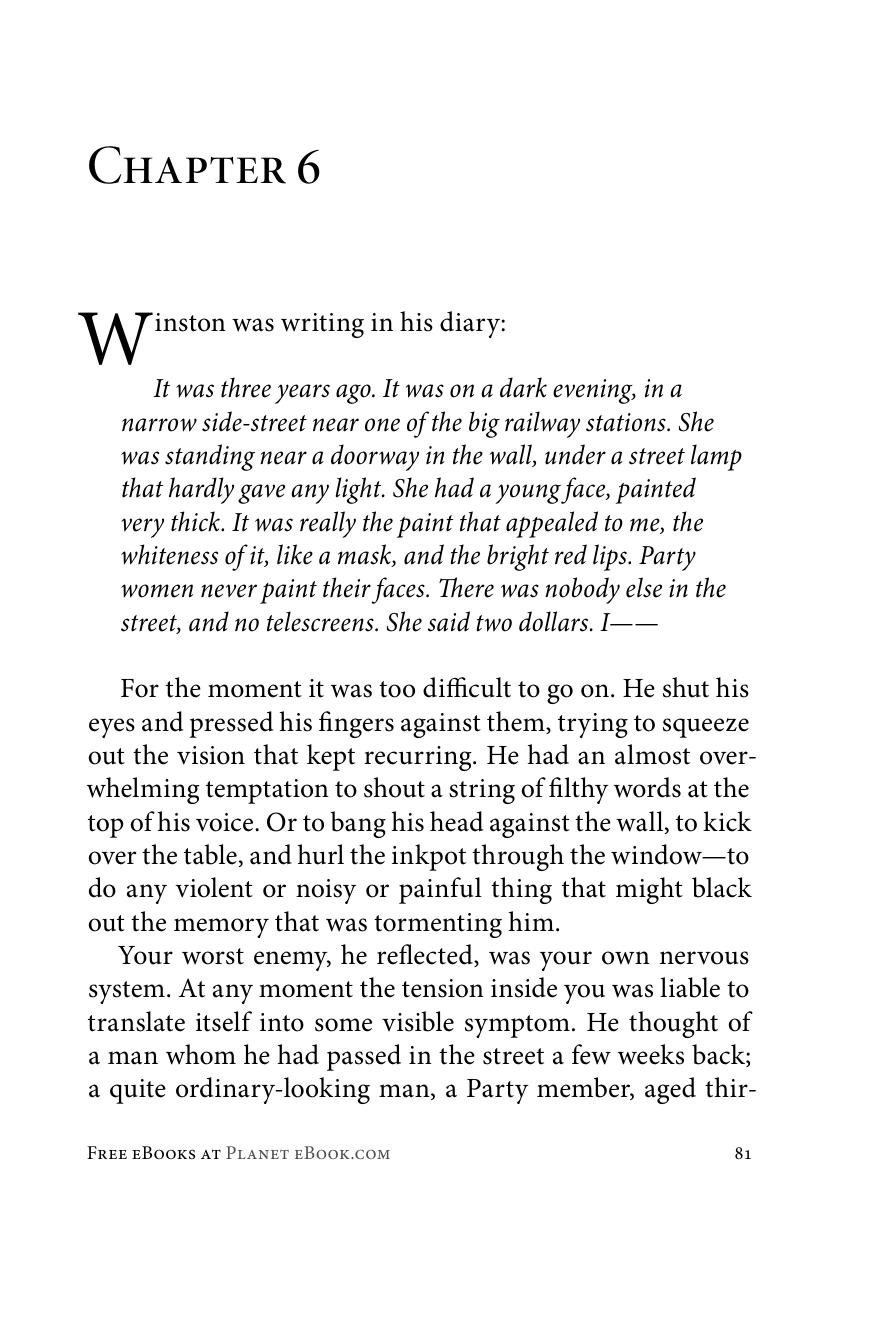 Chapter 6
Winston was writing in his diary:
It was three years ago. It was on a dark evening, in a
narrow side-street near one of the big railway stations. She
was standing near a doorway in the wall, under a street lamp
that hardly gave any light. She had a young face, painted
very thick. It was really the paint that appealed to me, the
whiteness of it, like a mask, and the bright red lips. Party
women never paint their faces. There was nobody else in the
street, and no telescreens. She said two dollars. I——
For the moment it was too difficult to go on. He shut his
eyes and pressed his fingers against them, trying to squeeze
out the vision that kept recurring. He had an almost over-
whelming temptation to shout a string of filthy words at the
top of his voice. Or to bang his head against the wall, to kick
over the table, and hurl the inkpot through the window—to
do any violent or noisy or painful thing that might black
out the memory that was tormenting him.
Your worst enemy, he reflected, was your own nervous
system. At any moment the tension inside you was liable to
translate itself into some visible symptom. He thought of
a man whom he had passed in the street a few weeks back;
a quite ordinary-looking man, a Party member, aged thir-
Free eBooks at Planet eBook.com 81